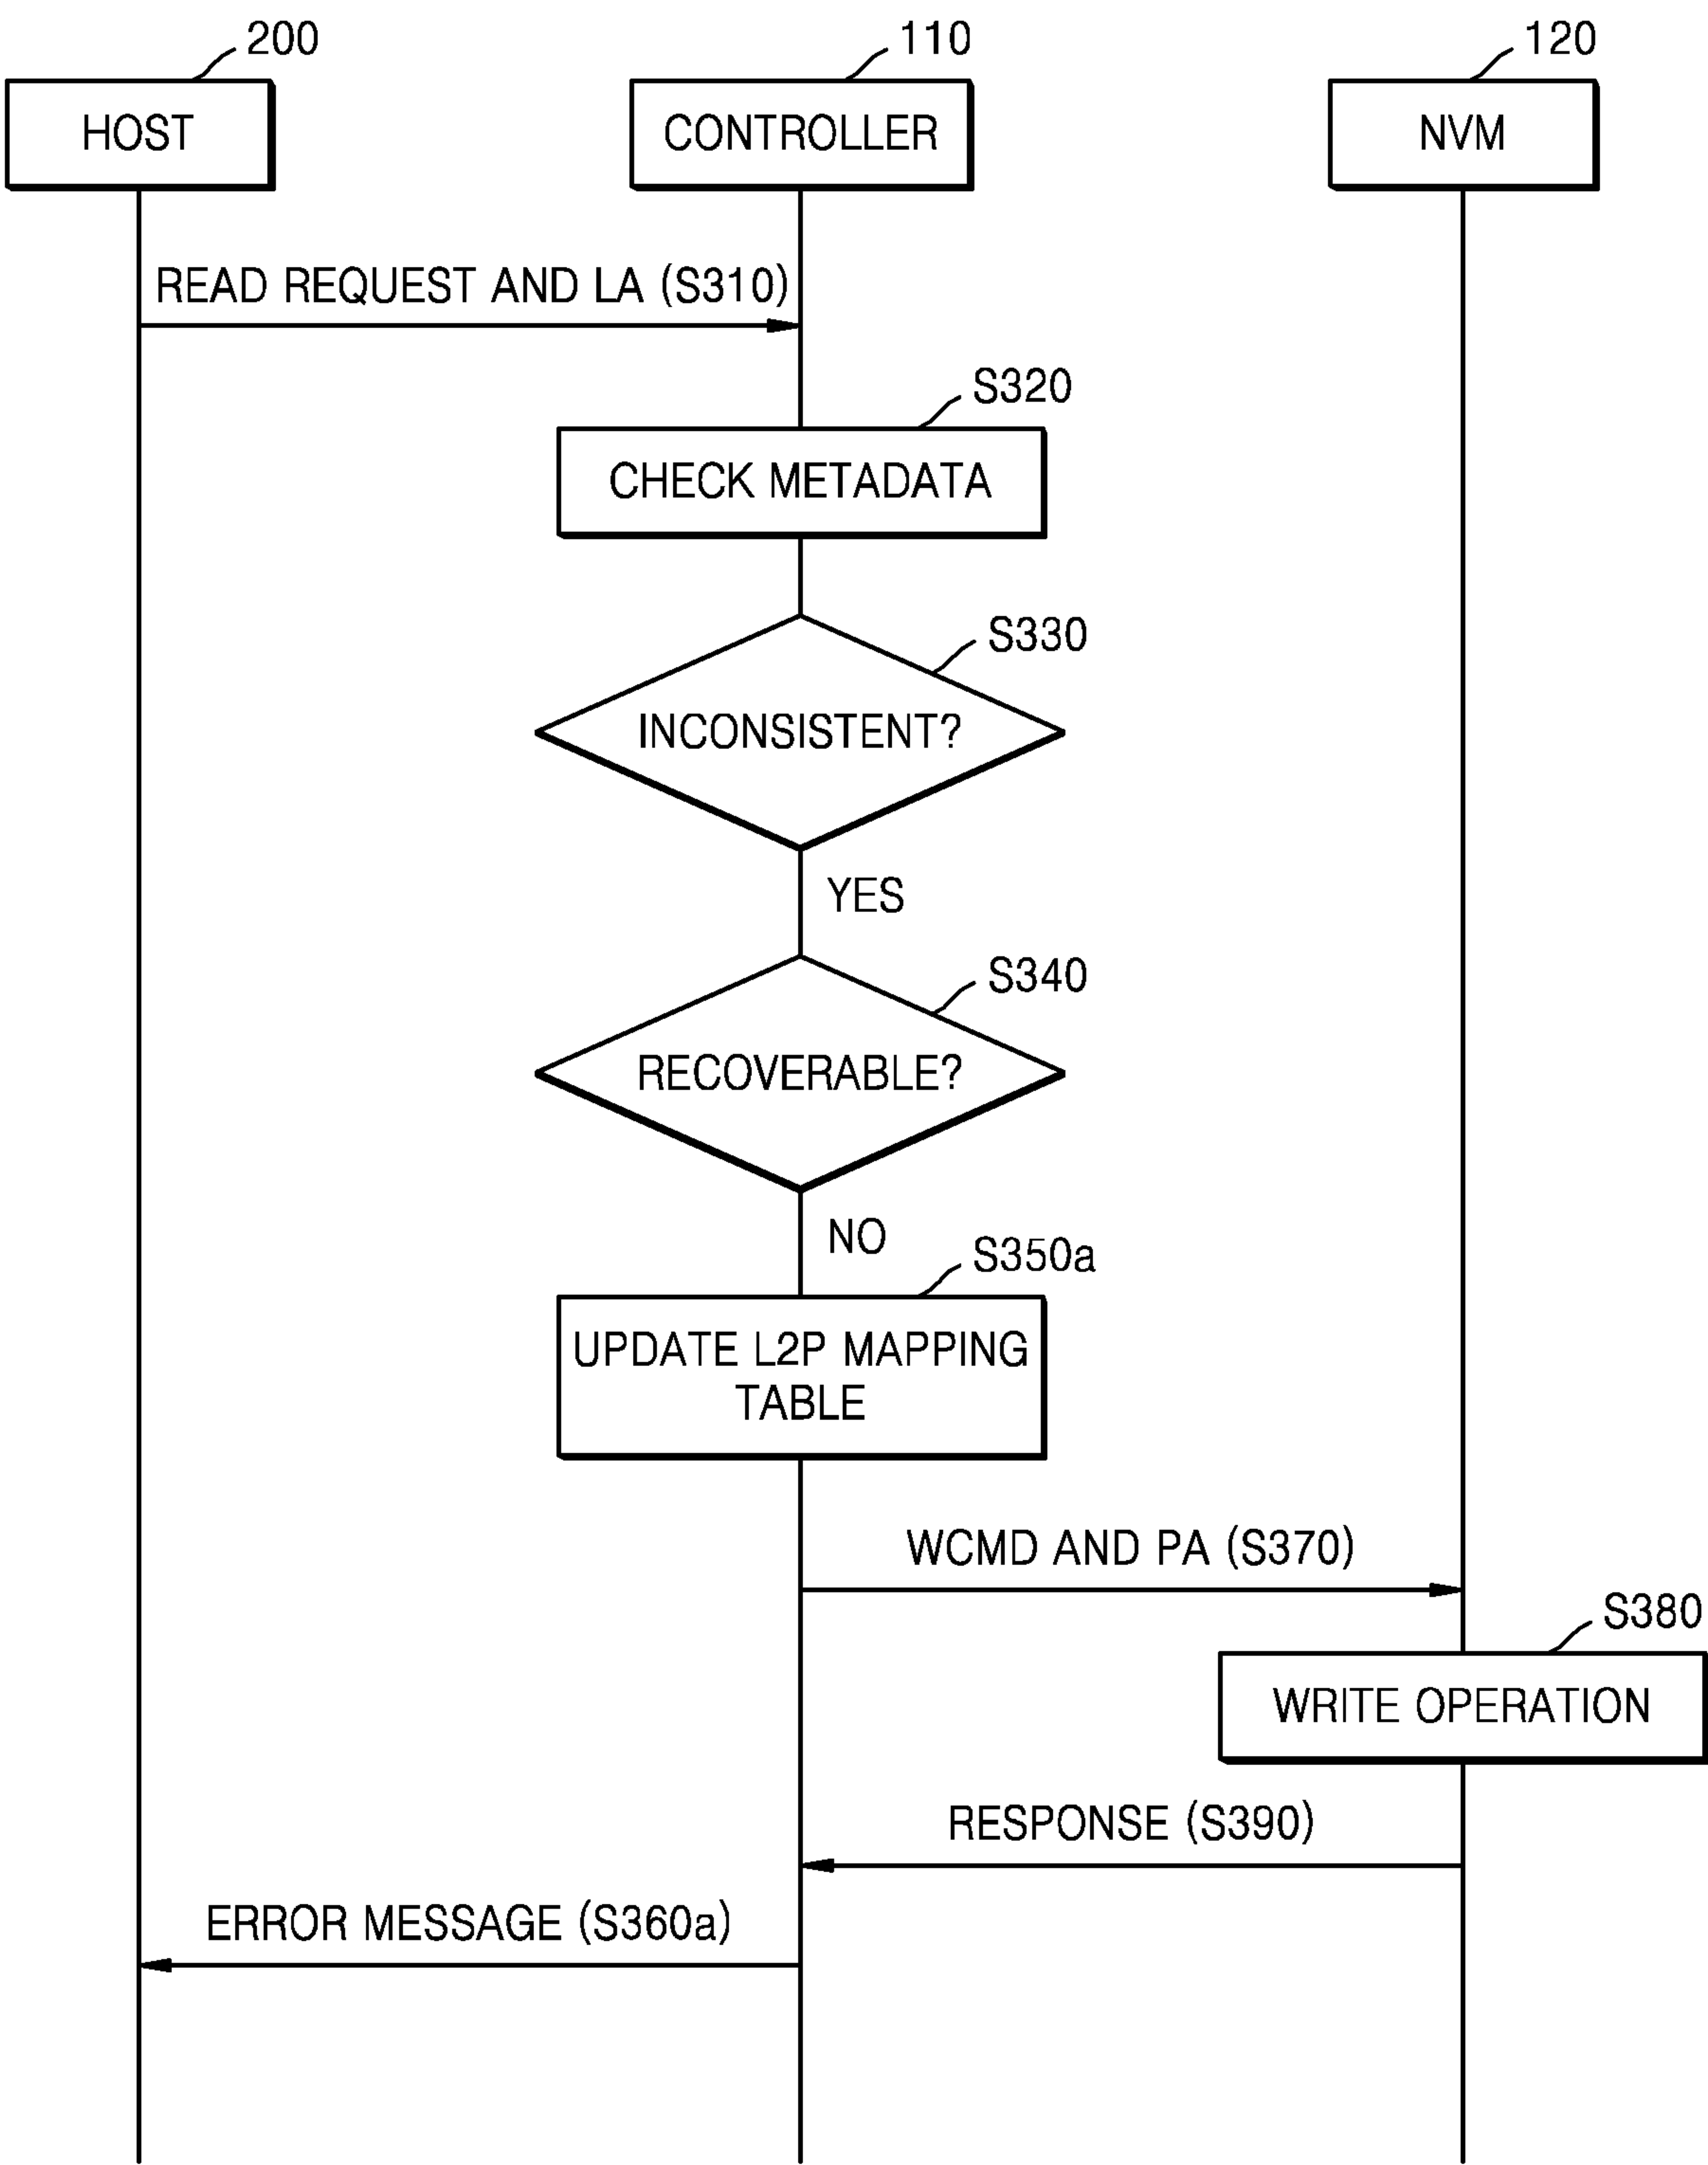 200
110
120
HOST
CONTROLLER
NVM
READ REQUEST AND LA (S310)
S320
CHECK METADATA
S330
INCONSISTENT?
YES
S340
RECOVERABLE?
NO
S350a
UPDATE L2P MAPPING
TABLE
WCMD AND PA (S370)
S380
WRITE OPERATION
RESPONSE (S390)
ERROR MESSAGE (S360a)